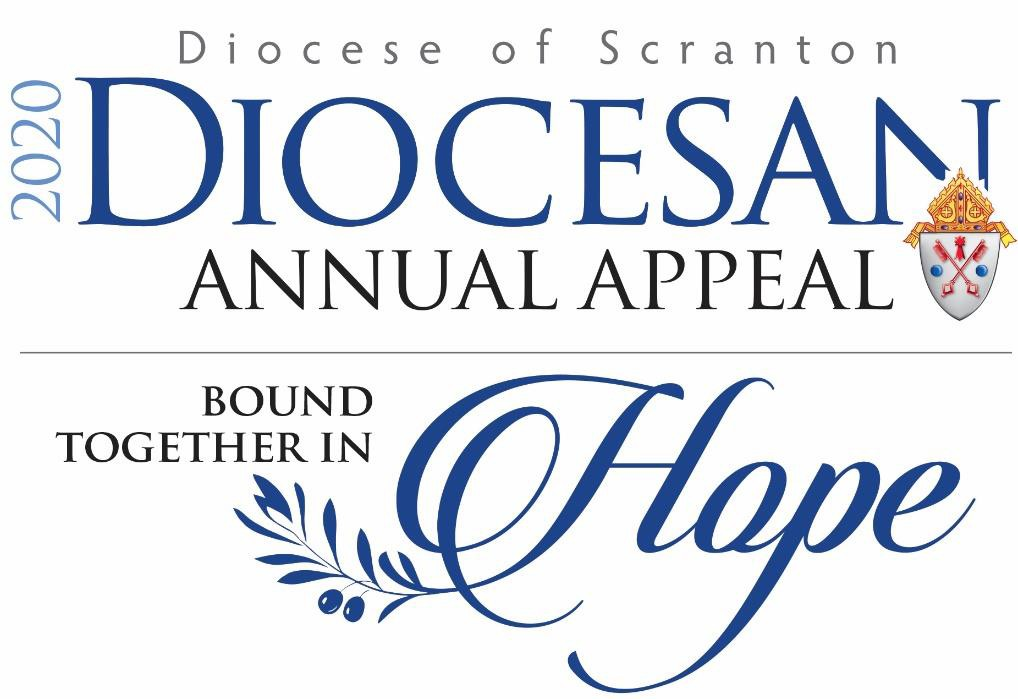 Diocese of Scranton
2020
DIOCESAN
ANNUAL APPEAL
BOUND
TOGETHER IN
Hope